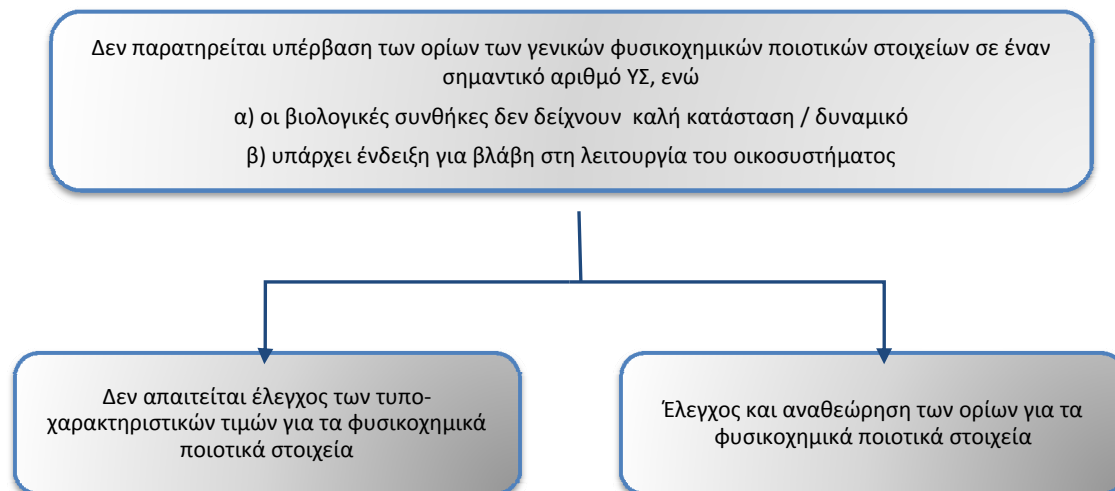 Δεν παρατηρείται υπέρβαση των ορίων των γενικών φυσικοχημικών ποιοτικών στοιχείων σε έναν
σημαντικό αριθμό ΥΣ, ενώ
α) οι βιολογικές συνθήκες δεν δείχνουν καλή κατάσταση / δυναμικό
β) υπάρχει ένδειξη για βλάβη στη λειτουργία του οικοσυστήματος
Δεν απαιτείται έλεγχος των τυπο-
χαρακτηριστικών τιμών για τα φυσικοχημικά
ποιοτικά στοιχεία
Έλεγχος και αναθεώρηση των ορίων για τα
φυσικοχημικά ποιοτικά στοιχεία